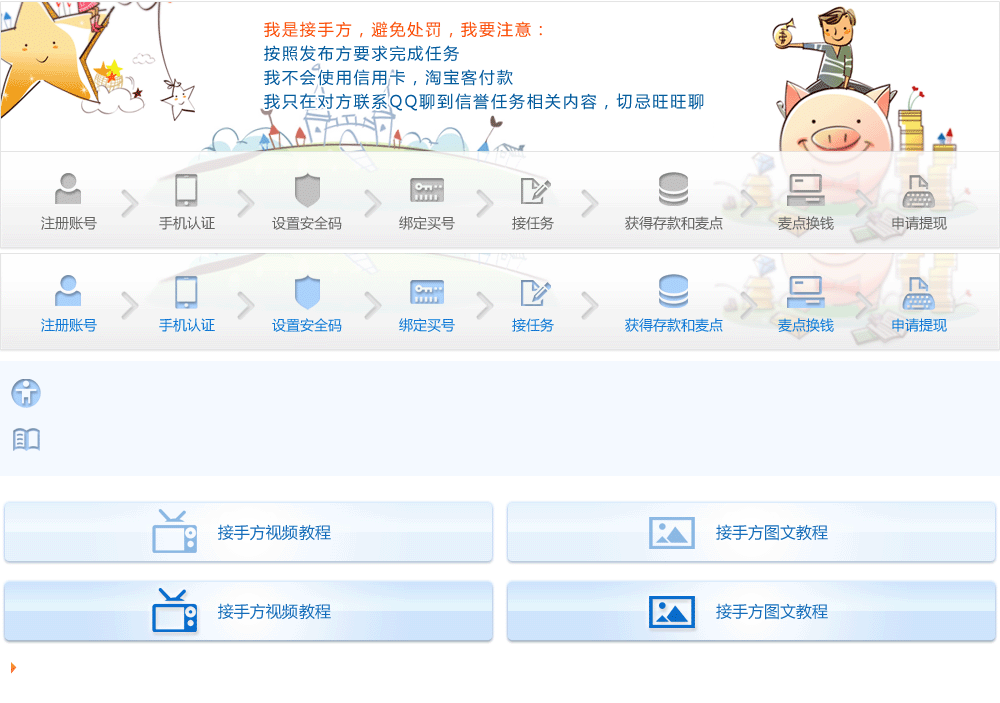 我是接手方，避免处罚，我要注意：
按照发布方要求完成任务
我不会使用信用卡，淘宝客付款
我只在对方联系QQ聊到信誉任务相关内容，切忌旺旺聊
注册账号 手机认证 设置安全码 绑定买号 接任务 获得存款和麦点 麦点换钱 申请提现
注册账号 手机认证 设置安全码 绑定买号 接任务 获得存款和麦点 麦点换钱 申请提现
接手方视频教程 接手方图文教程
接手方视频教程 接手方图文教程